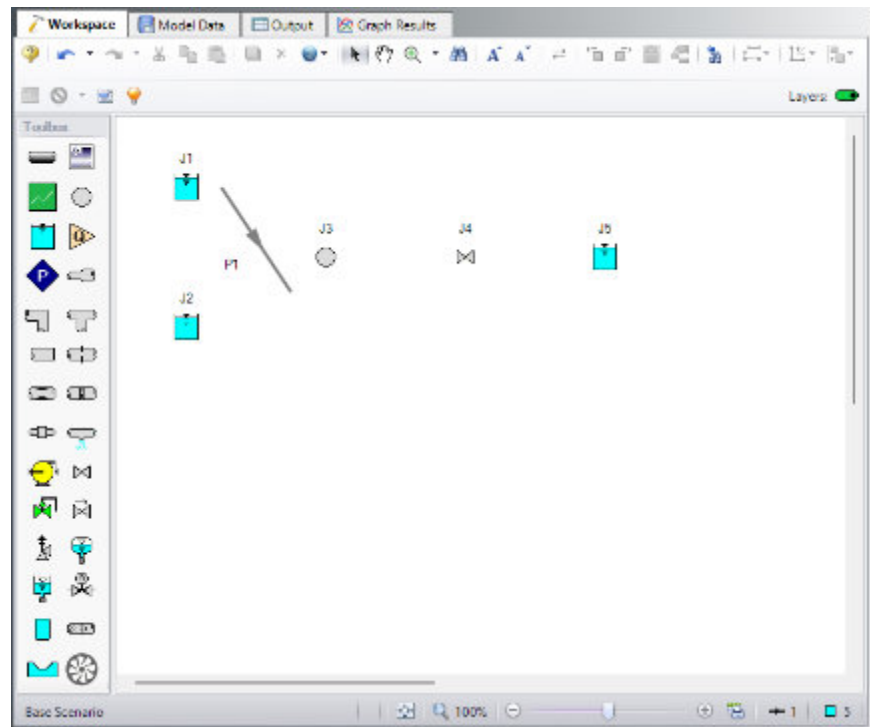 Workspace Model Data Output Graph Results
Layers:
Toolbox
J1
J3 J4 J5
P1
J2
Base Scenario 100% 1 5